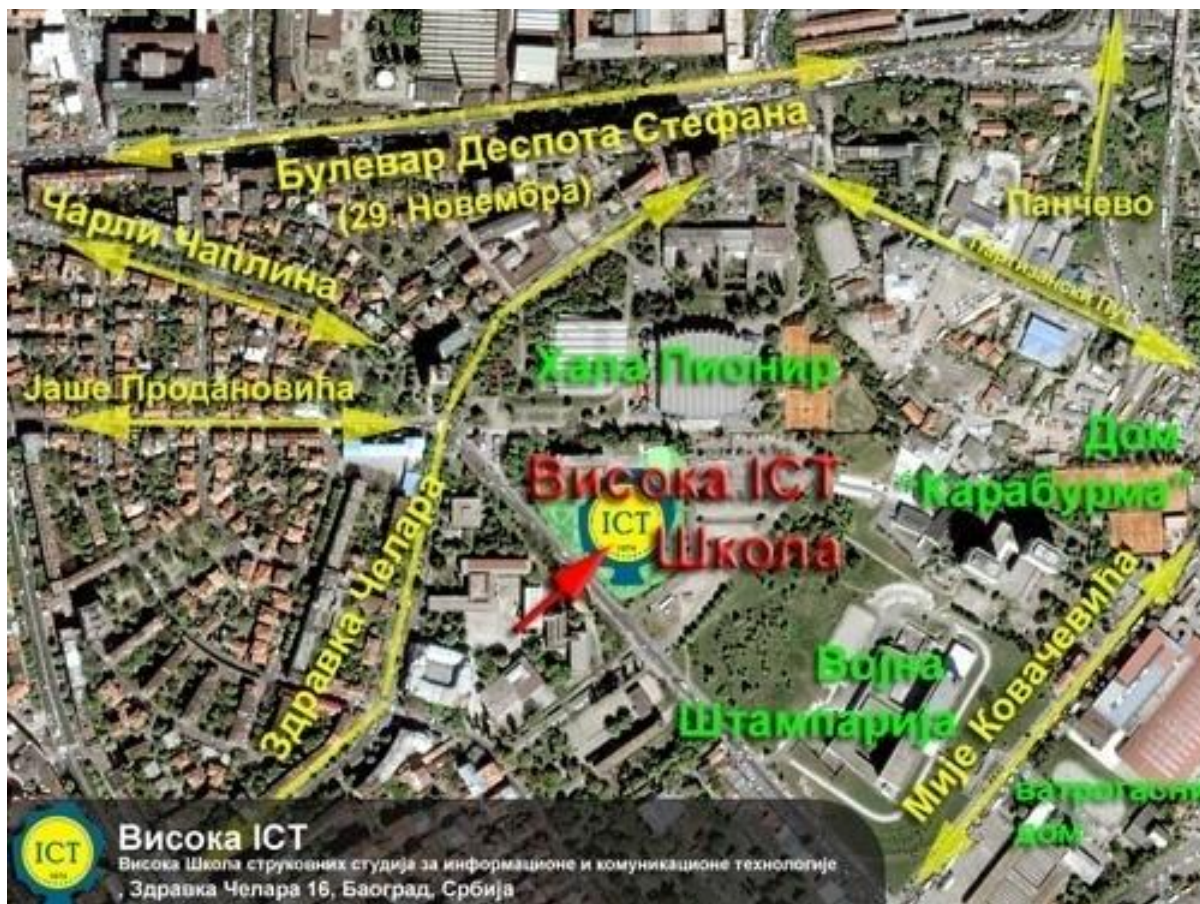 Булевар Деспота Стефана
(29. Новембра)
Чарли Чаплина
Панчево
Јаше Продановића
Хала Пионир
Дом
"Карабурма"
Висока ICT
ICT
Школа
Здравка Челара
Војна
Штампарија
Мије Ковачевића
ватрогасни
дом
ICT
Висока ICT
Висока Школа струковних студија за информационе и комуникационе технологије
, Здравка Челара 16, Баоград, Србија